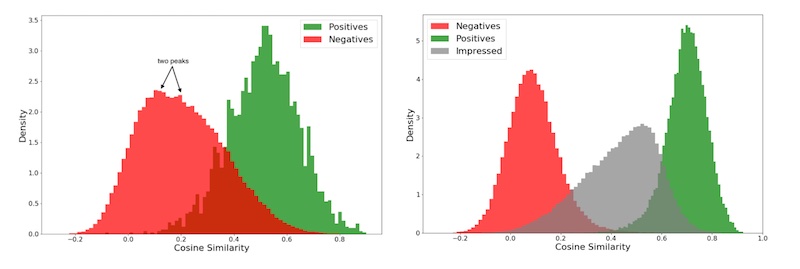 3.5
3.0
2.5
2.0
1.5
1.0
0.5
0.0
Density
two peaks
Positives
Negatives
−0.2 0.0 0.2 0.4 0.6 0.8
Cosine Similarity
5
4
3
2
1
0
Density
Negatives
Positives
Impressed
−0.2 0.0 0.2 0.4 0.6 0.8 1.0
Cosine Similarity